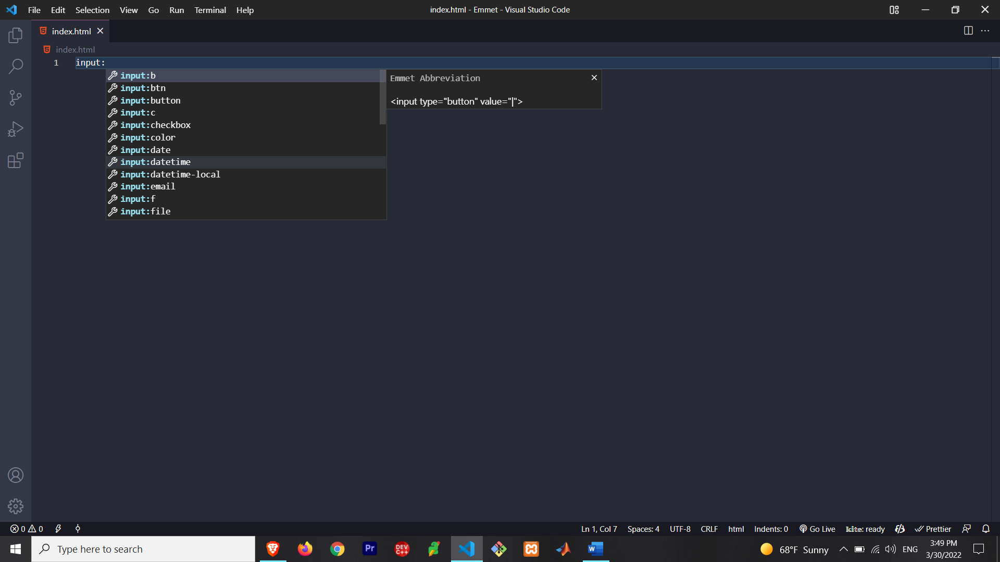 File Edit Selection View Go Run Terminal Help
index.html - Emmet - Visual Studio Code
index.html
index.html
1 input:
input:b
input:btn
input:button
input:c
input:checkbox
input:color
input:date
input:datetime
input:datetime-local
input:email
input:f
input:file
Emmet Abbreviation
<input type="button" value="|">
0 0
Ln 1, Col 7 Spaces: 4 UTF-8 CRLF html Indents: 0 Go Live kite: ready Prettier
Type here to search
Pr
DEV C++
W
68°F Sunny
ENG
3:49 PM
3/30/2022